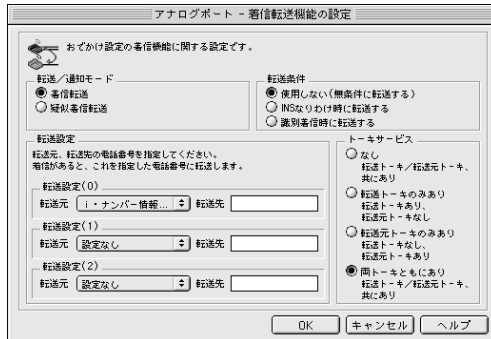 アナログポート - 着信転送機能の設定
おでかけ設定の着信機能に関する設定です。
転送／通知モード
着信転送
疑似着信転送
転送条件
使用しない(無条件に転送する)
INSなりわけ時に転送する
識別着信時に転送する
転送設定
転送元、転送先の電話番号を指定してください。
着信があると、これを指定した電話番号に転送します。
転送設定(0)
転送元 i・ナンバー情報... 転送先
転送設定(1)
転送元 設定なし 転送先
転送設定(2)
転送元 設定なし 転送先
トーキサービス
なし
転送トーキ/転送元トーキ、
共にあり
転送トーキのみあり
転送トーキあり、
転送元トーキなし
転送元トーキのみあり
転送トーキなし、
転送元トーキあり
両トーキともにあり
転送トーキ/転送元トーキ、
共にあり
OK キャンセル ヘルプ